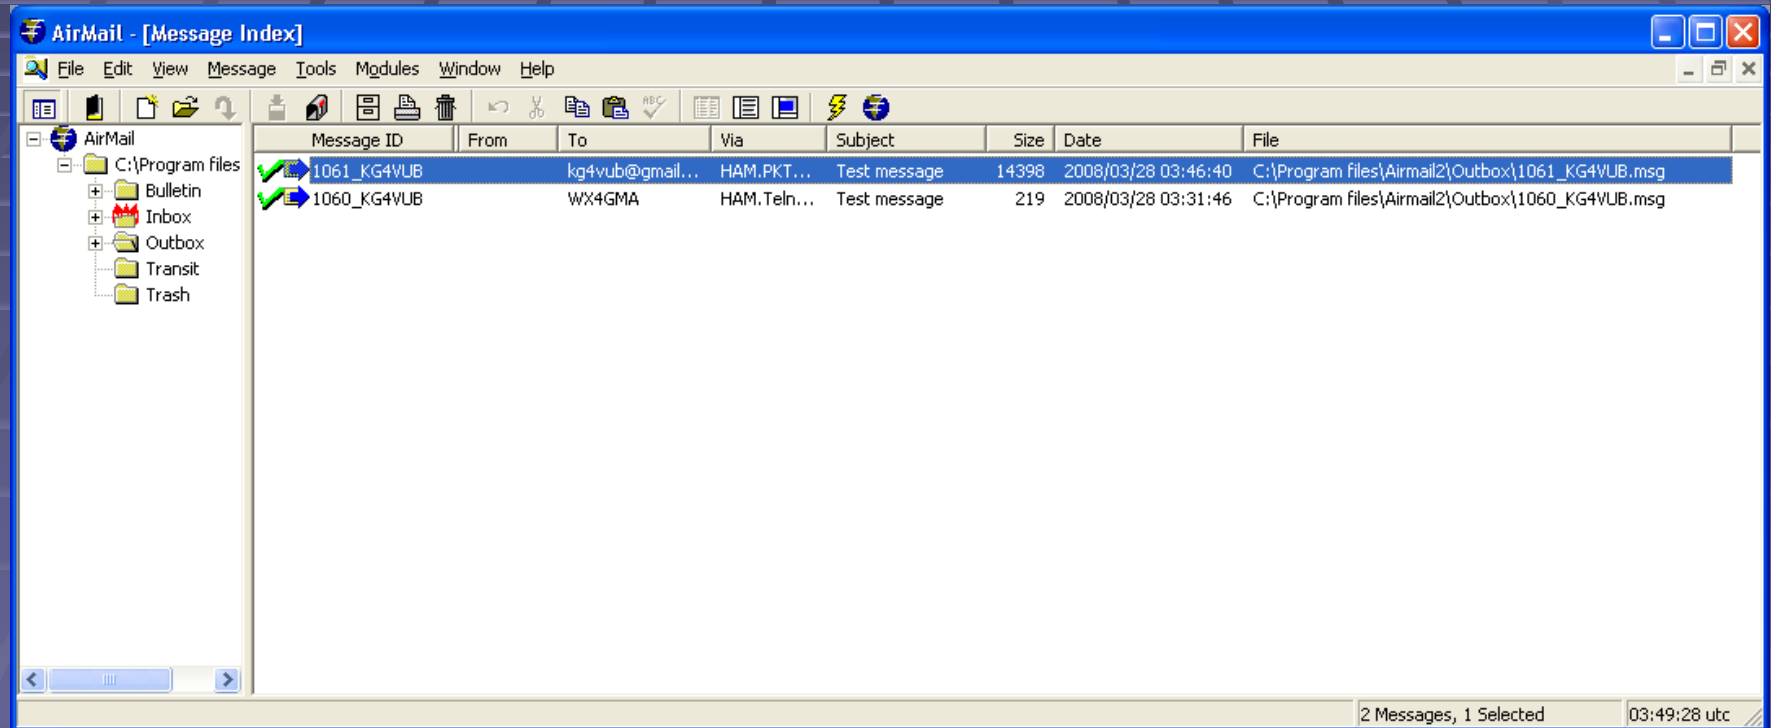 AirMail - [Message Index]
File Edit View Message Tools Modules Window Help
ABC
AirMail
C:\Program files
Bulletin
Inbox
Outbox
Transit
Trash
Message ID From To Via Subject Size Date File
1061_KG4VUB kg4vub@gmail... HAM.PKT... Test message 14398 2008/03/28 03:46:40 C:\Program files\Airmail2\Outbox\1061_KG4VUB.msg
1060_KG4VUB WX4GMA HAM.Teln... Test message 219 2008/03/28 03:31:46 C:\Program files\Airmail2\Outbox\1060_KG4VUB.msg
2 Messages, 1 Selected 03:49:28 utc